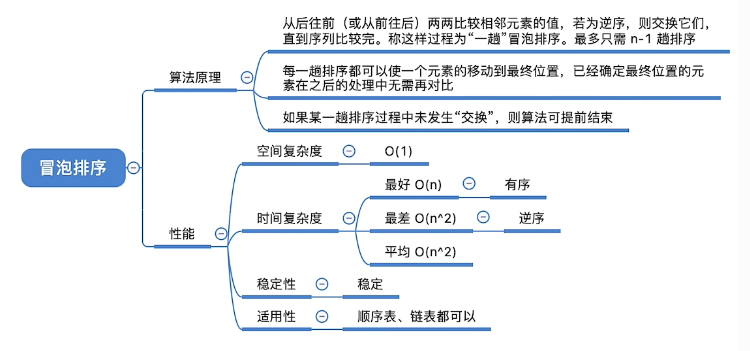 冒泡排序
算法原理
从后往前（或从前往后）两两比较相邻元素的值，若为逆序，则交换它们，
直到序列比较完。称这样过程为“一趟”冒泡排序。最多只需 n-1 趟排序
每一趟排序都可以使一个元素的移动到最终位置，已经确定最终位置的元
素在之后的处理中无需再对比
如果某一趟排序过程中未发生“交换”，则算法可提前结束
性能
空间复杂度
O(1)
时间复杂度
最好 O(n)
有序
最差 O(n^2)
逆序
平均 O(n^2)
稳定性
稳定
适用性
顺序表、链表都可以